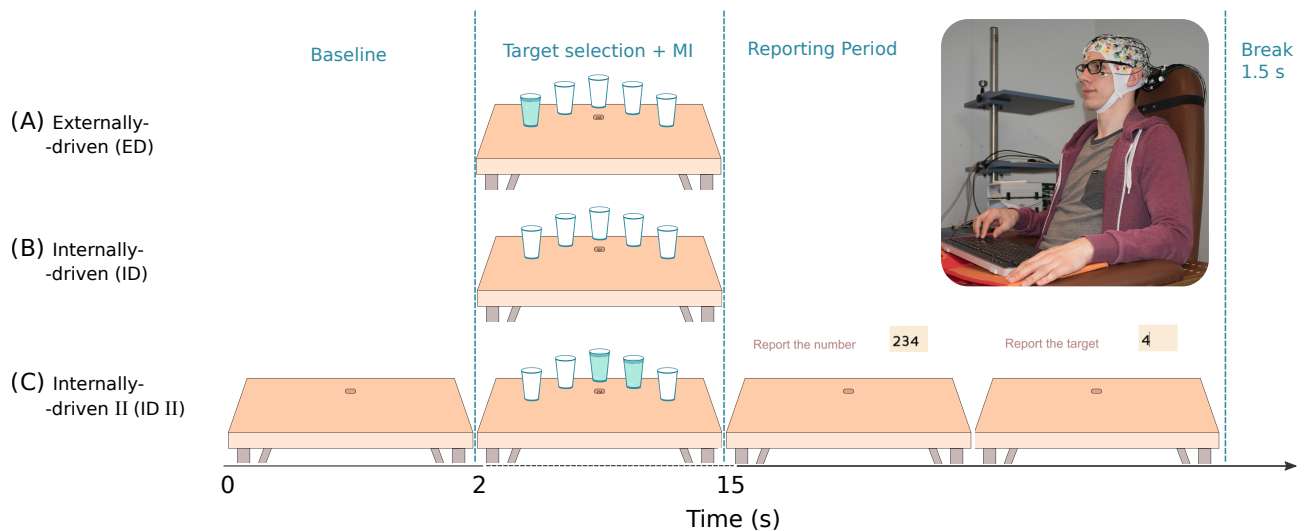 Baseline
Target selection + MI
Reporting Period
Break
1.5 s
(A) Externally-
-driven (ED)
(B) Internally-
-driven (ID)
Report the number 234
Report the target 4
(C) Internally-
-driven II (ID II)
0 2 15
Time (s)